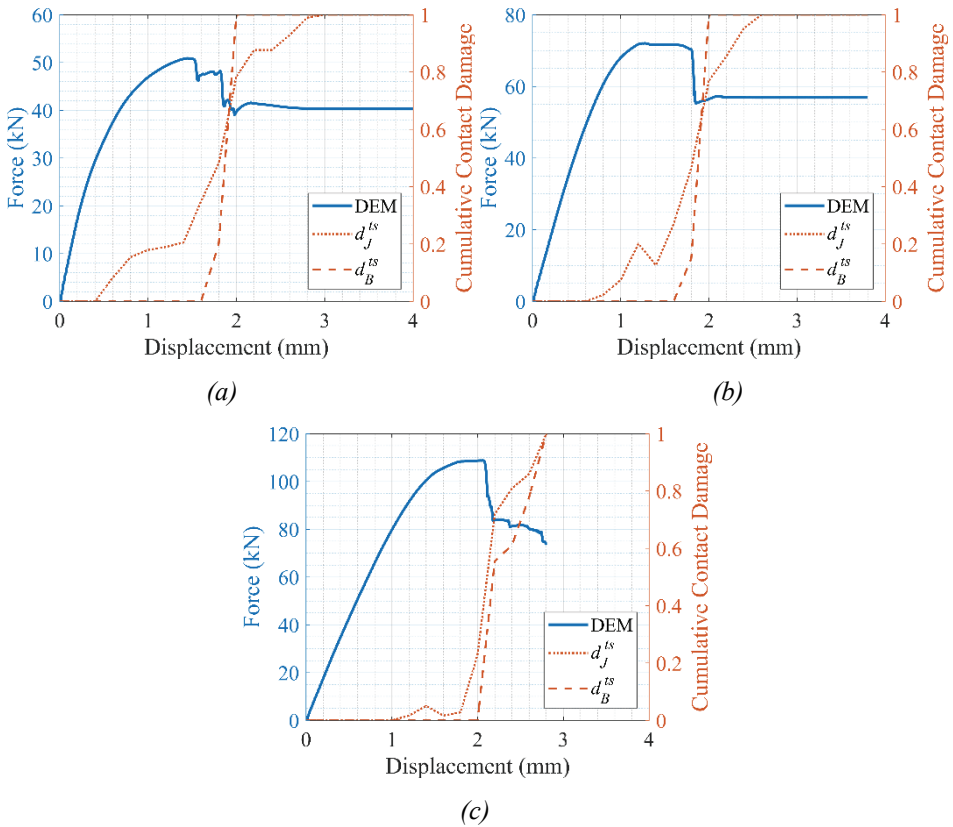 60
50
40
30
20
10
0
Force (kN)
1
0.8
0.6
0.4
0.2
0
Cumulative Contact Damage
DEM
d_J^{ts}
d_B^{ts}
0 1 2 3 4
Displacement (mm)
(a)
80
60
40
20
0
Force (kN)
1
0.8
0.6
0.4
0.2
0
Cumulative Contact Damage
DEM
d_J^{ts}
d_B^{ts}
0 1 2 3 4
Displacement (mm)
(b)
120
100
80
60
40
20
0
Force (kN)
1
0.8
0.6
0.4
0.2
0
Cumulative Contact Damage
DEM
d_J^{ts}
d_B^{ts}
0 1 2 3 4
Displacement (mm)
(c)